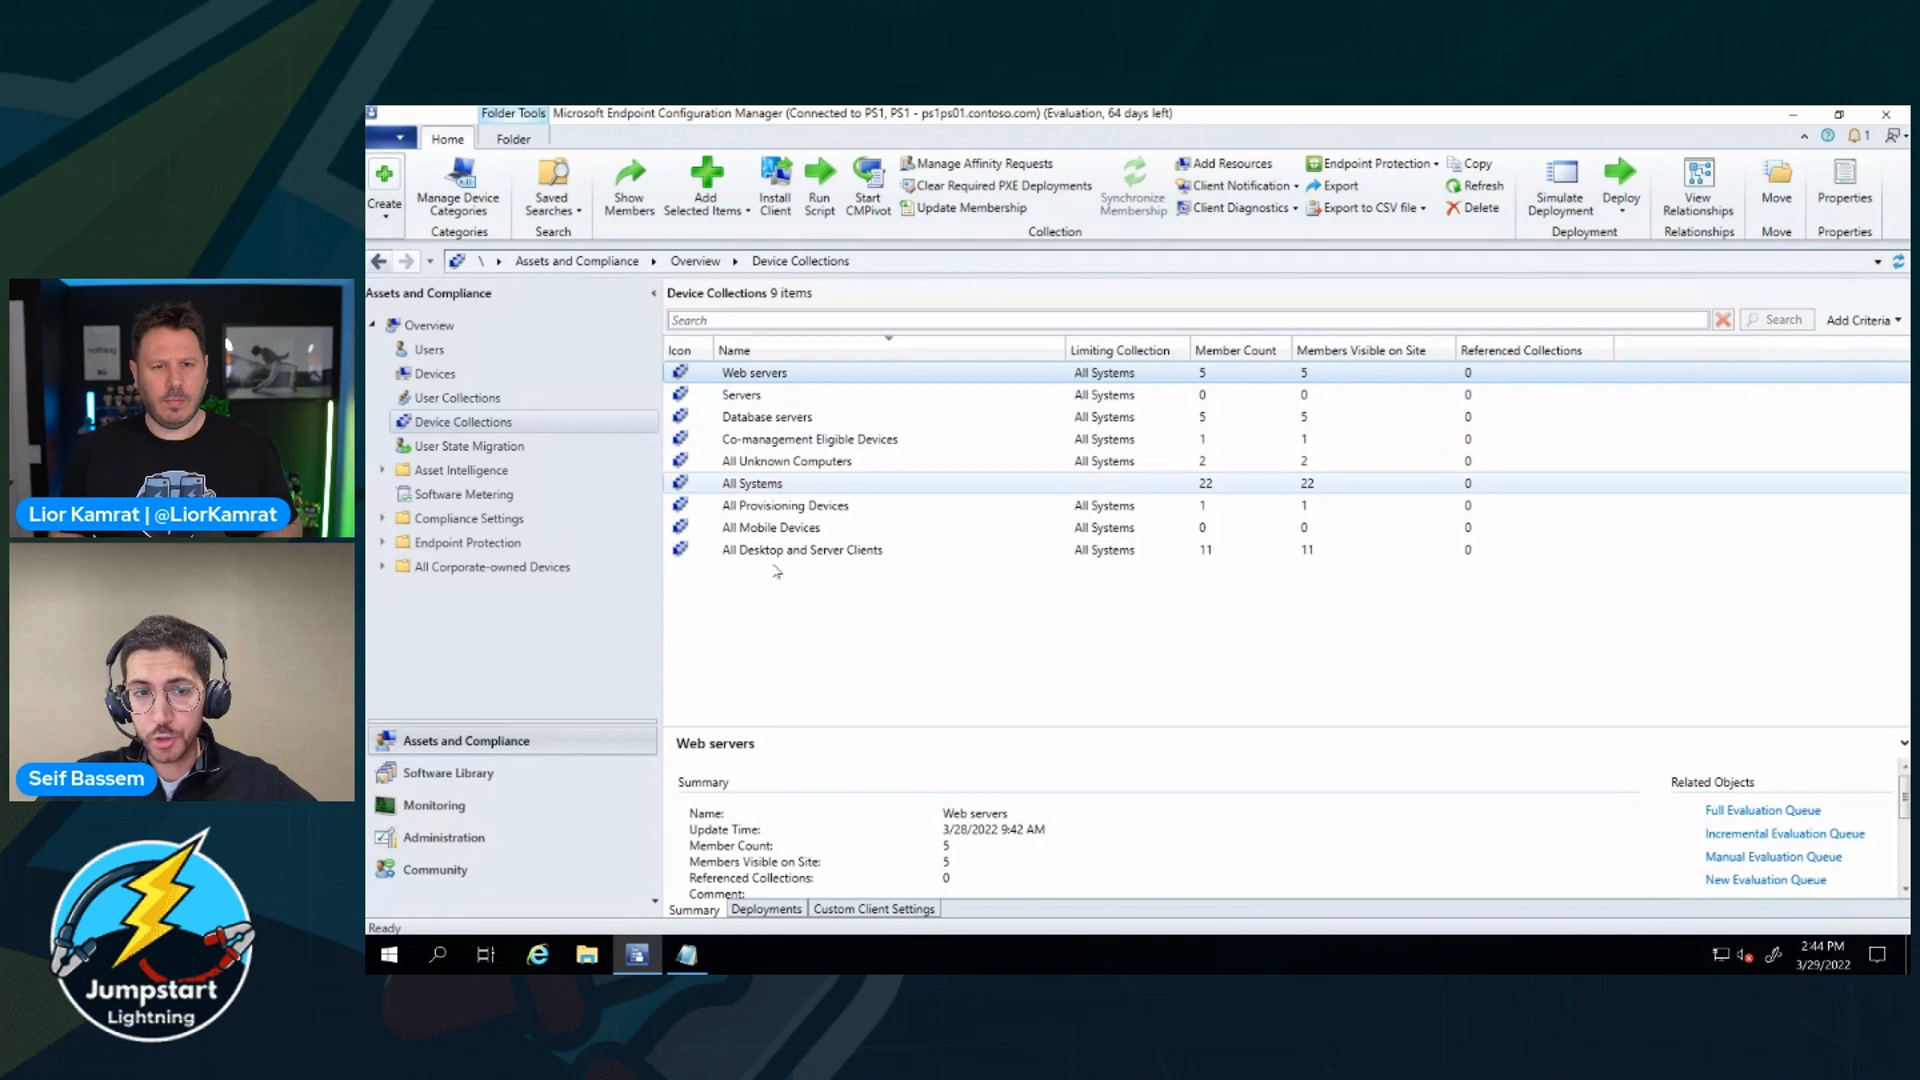 Folder Tools
Microsoft Endpoint Configuration Manager (Connected to PS1, PS1 - ps1ps01.contoso.com) (Evaluation, 64 days left)
Home
Folder
1
Create
Manage Device Categories
Saved Searches
Show Members
Add Selected Items
Install Client
Run Script
Start CMPivot
Manage Affinity Requests
Clear Required PXE Deployments
Update Membership
Synchronize Membership
Add Resources
Client Notification
Client Diagnostics
Endpoint Protection
Export
Export to CSV file
Copy
Refresh
Delete
Simulate Deployment
Deploy
View Relationships
Move
Properties
Categories
Search
Collection
Deployment
Relationships
Move
Properties
\ Assets and Compliance Overview Device Collections
Assets and Compliance
Overview
Users
Devices
User Collections
Device Collections
User State Migration
Asset Intelligence
Software Metering
Compliance Settings
Endpoint Protection
All Corporate-owned Devices
Assets and Compliance
Software Library
Monitoring
Administration
Community
Device Collections 9 items
Search
Search
Add Criteria
Icon Name Limiting Collection Member Count Members Visible on Site Referenced Collections
Web servers All Systems 5 5 0
Servers All Systems 0 0 0
Database servers All Systems 5 5 0
Co-management Eligible Devices All Systems 1 1 0
All Unknown Computers All Systems 2 2 0
All Systems 22 22 0
All Provisioning Devices All Systems 1 1 0
All Mobile Devices All Systems 0 0 0
All Desktop and Server Clients All Systems 11 11 0
Web servers
Summary
Name: Web servers
Update Time: 3/28/2022 9:42 AM
Member Count: 5
Members Visible on Site: 5
Referenced Collections: 0
Comment:
Related Objects
Full Evaluation Queue
Incremental Evaluation Queue
Manual Evaluation Queue
New Evaluation Queue
Summary
Deployments
Custom Client Settings
Ready
2:44 PM
3/29/2022
nothing
Lior Kamrat | @LiorKamrat
Seif Bassem
Jumpstart
Lightning